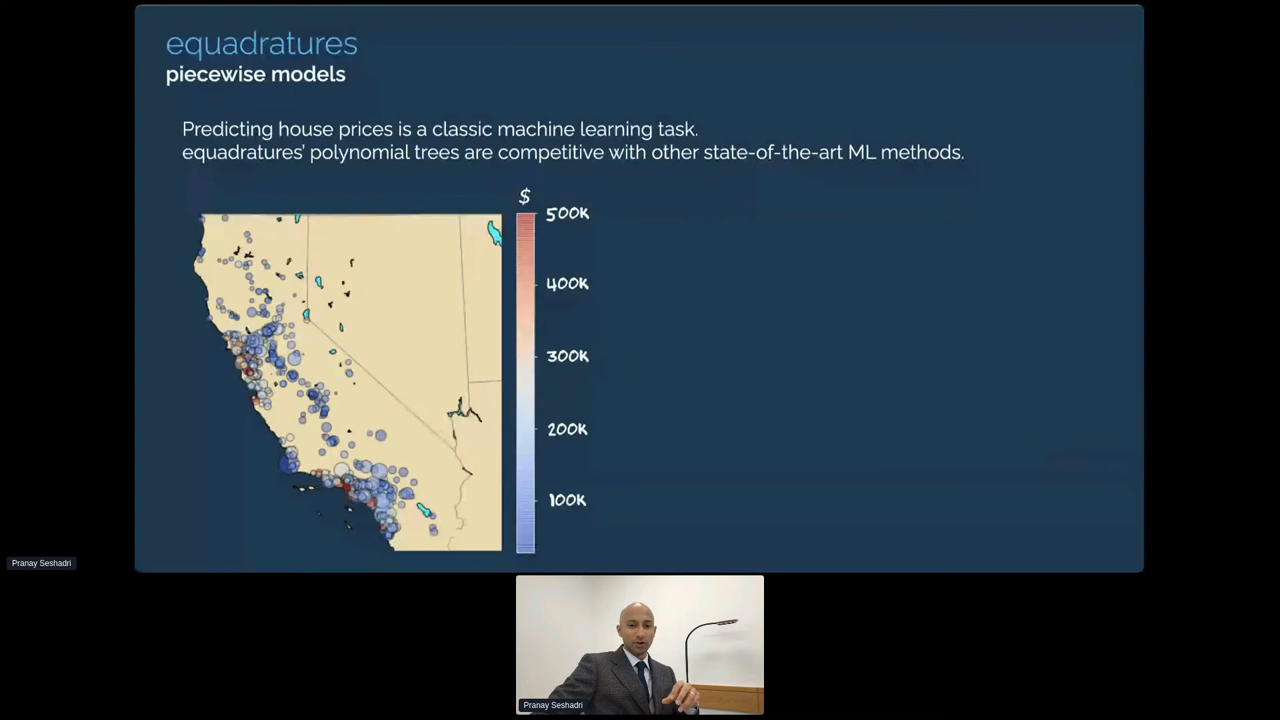 equadratures
piecewise models
Predicting house prices is a classic machine learning task.
equadratures' polynomial trees are competitive with other state-of-the-art ML methods.
$
500K
400K
300K
200K
100K
Pranay Seshadri
Pranay Seshadri